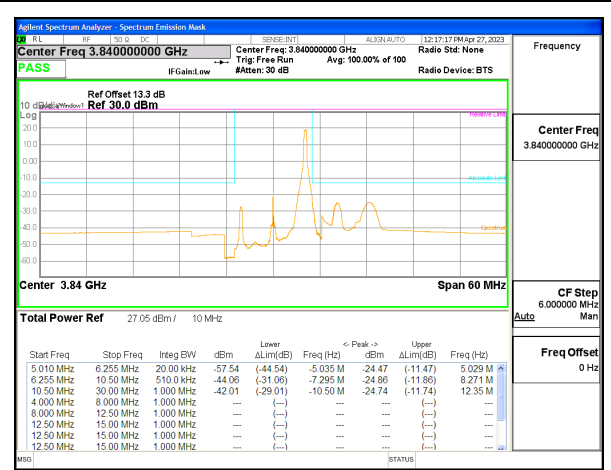 Agilent Spectrum Analyzer - Spectrum Emission Mask
RL RF 50 Ω DC SENSE:INT ALIGN AUTO 12:17:17 PM Apr 27, 2023
Center Freq 3.840000000 GHz
Center Freq: 3.840000000 GHz
Radio Std: None
Trig: Free Run Avg: 100.00% of 100
PASS
IFGain:Low
#Atten: 30 dB
Radio Device: BTS
Frequency
Ref Offset 13.3 dB
10 dB/div Window1 Ref 30.0 dBm
Log
Relative Limit
20.0
10.0
0.00
-10.0
Absolute Limit
-20.0
-30.0
-40.0
Spectrum
-50.0
-60.0
Center 3.84 GHz
Span 60 MHz
Center Freq
3.840000000 GHz
CF Step
6.000000 MHz
Auto Man
Freq Offset
0 Hz
Total Power Ref 27.05 dBm / 10 MHz
Lower <- Peak -> Upper
Start Freq Stop Freq Integ BW dBm ΔLim(dB) Freq (Hz) dBm ΔLim(dB) Freq (Hz)
5.010 MHz 6.255 MHz 20.00 kHz -57.54 (-44.54) -5.035 M -24.47 (-11.47) 5.029 M
6.255 MHz 10.50 MHz 510.0 kHz -44.06 (-31.06) -7.295 M -24.86 (-11.86) 8.271 M
10.50 MHz 30.00 MHz 1.000 MHz -42.01 (-29.01) -10.50 M -24.74 (-11.74) 12.35 M
4.000 MHz 8.000 MHz 1.000 MHz --- (---) --- --- (---) ---
8.000 MHz 12.50 MHz 1.000 MHz --- (---) --- --- (---) ---
12.50 MHz 15.00 MHz 1.000 MHz --- (---) --- --- (---) ---
12.50 MHz 15.00 MHz 1.000 MHz --- (---) --- --- (---) ---
12.50 MHz 15.00 MHz 1.000 MHz --- (---) --- --- (---) ---
MSG STATUS